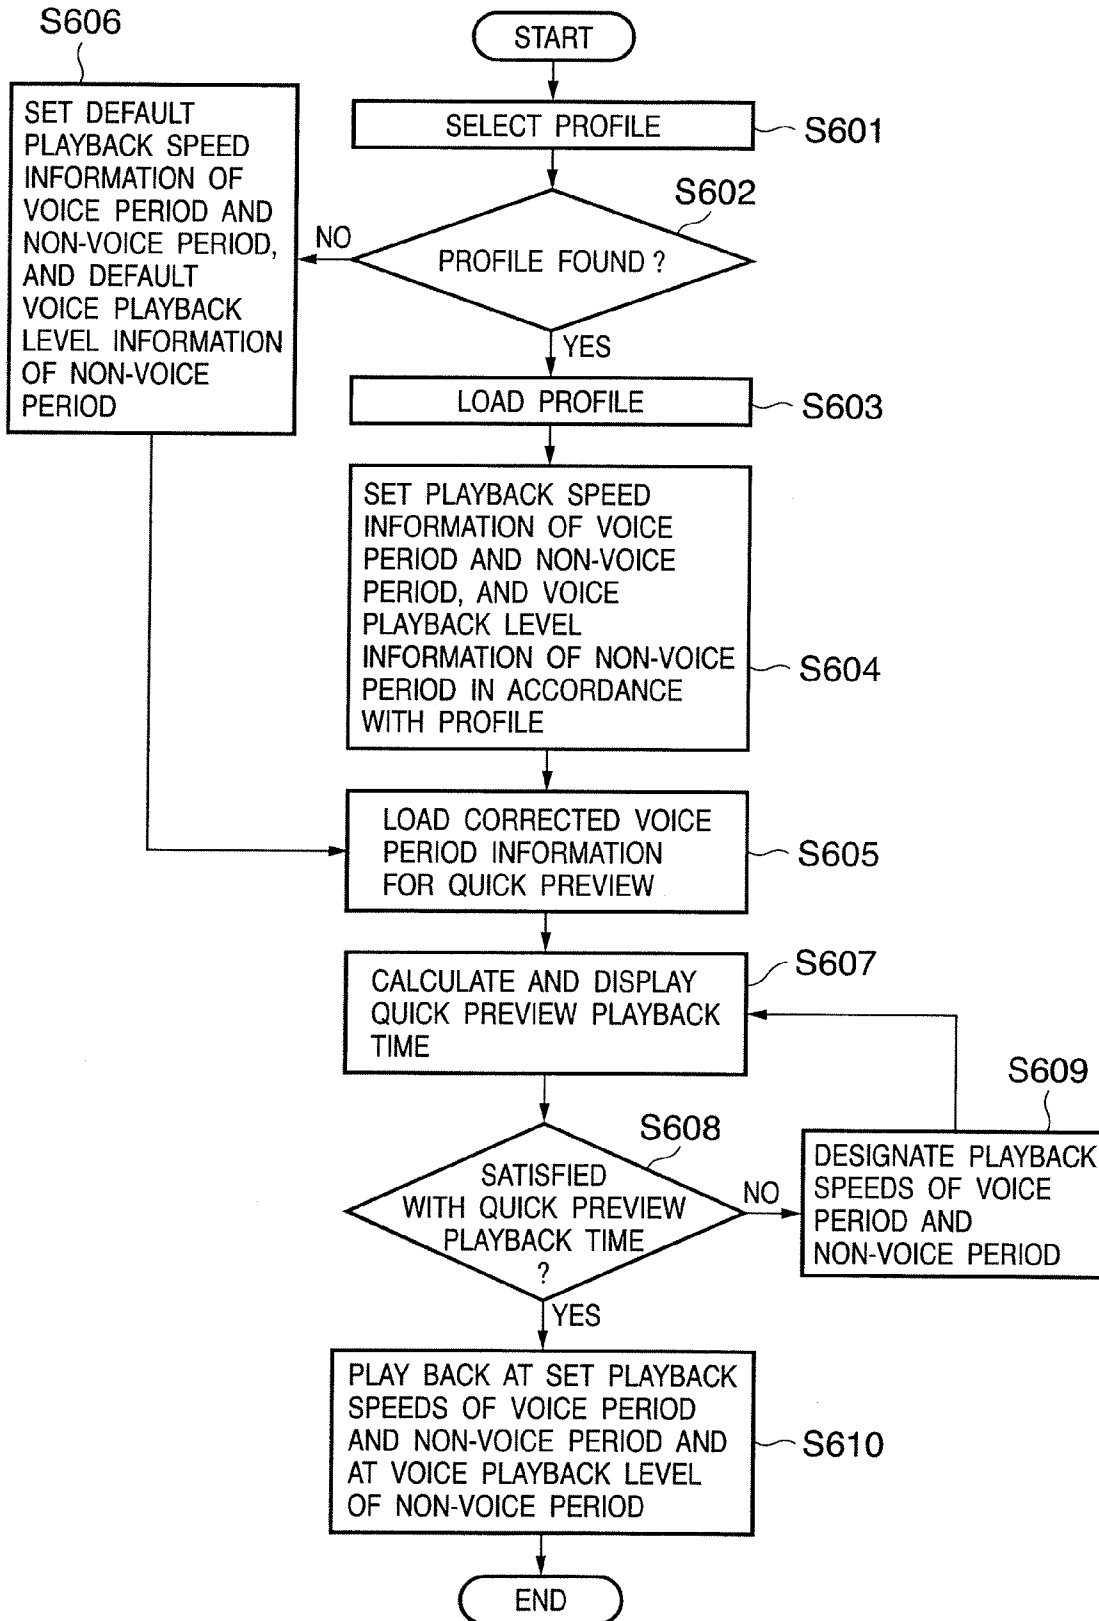 S606
START
SELECT PROFILE
S601
SET DEFAULT
PLAYBACK SPEED
INFORMATION OF
VOICE PERIOD AND
NON-VOICE PERIOD,
AND DEFAULT
VOICE PLAYBACK
LEVEL INFORMATION
OF NON-VOICE
PERIOD
S602
NO
PROFILE FOUND ?
YES
LOAD PROFILE
S603
SET PLAYBACK SPEED
INFORMATION OF VOICE
PERIOD AND NON-VOICE
PERIOD, AND VOICE
PLAYBACK LEVEL
INFORMATION OF NON-VOICE
PERIOD IN ACCORDANCE
WITH PROFILE
S604
LOAD CORRECTED VOICE
PERIOD INFORMATION
FOR QUICK PREVIEW
S605
CALCULATE AND DISPLAY
QUICK PREVIEW PLAYBACK
TIME
S607
S608
SATISFIED
WITH QUICK PREVIEW
PLAYBACK TIME
?
NO
S609
DESIGNATE PLAYBACK
SPEEDS OF VOICE
PERIOD AND
NON-VOICE PERIOD
YES
PLAY BACK AT SET PLAYBACK
SPEEDS OF VOICE PERIOD
AND NON-VOICE PERIOD AND
AT VOICE PLAYBACK LEVEL
OF NON-VOICE PERIOD
S610
END